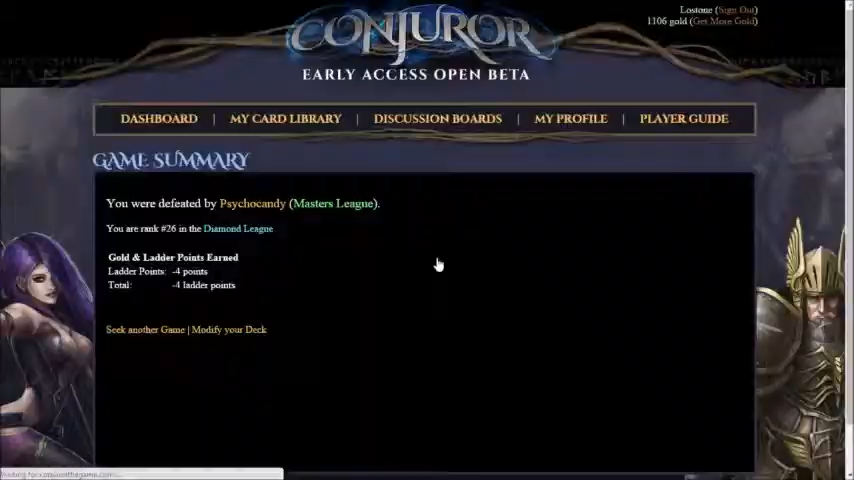 Lostone (Sign Out)
1106 gold (Get More Gold)
CONJUROR
EARLY ACCESS OPEN BETA
DASHBOARD | MY CARD LIBRARY | DISCUSSION BOARDS | MY PROFILE | PLAYER GUIDE
GAME SUMMARY
You were defeated by Psychocandy (Masters League).
You are rank #26 in the Diamond League
Gold & Ladder Points Earned
Ladder Points: -4 points
Total: -4 ladder points
Seek another Game | Modify your Deck